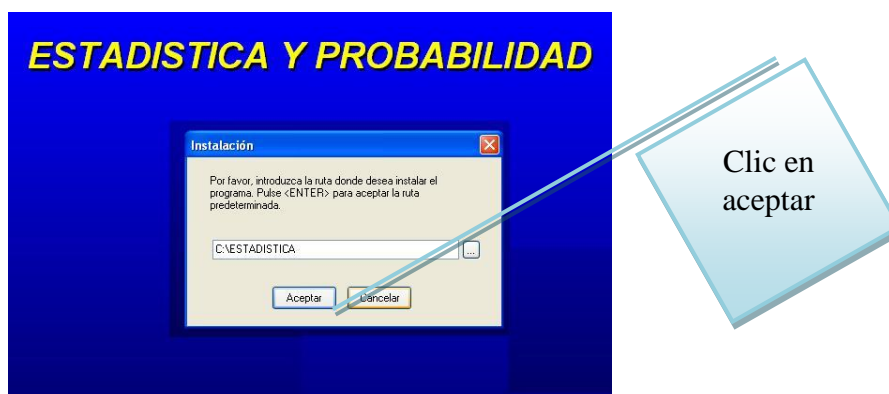 ESTADISTICA Y PROBABILIDAD
Instalación
Por favor, introduzca la ruta donde desea instalar el
programa. Pulse <ENTER> para aceptar la ruta
predeterminada.
C:\ESTADISTICA
...
Aceptar
Cancelar
Clic en
aceptar